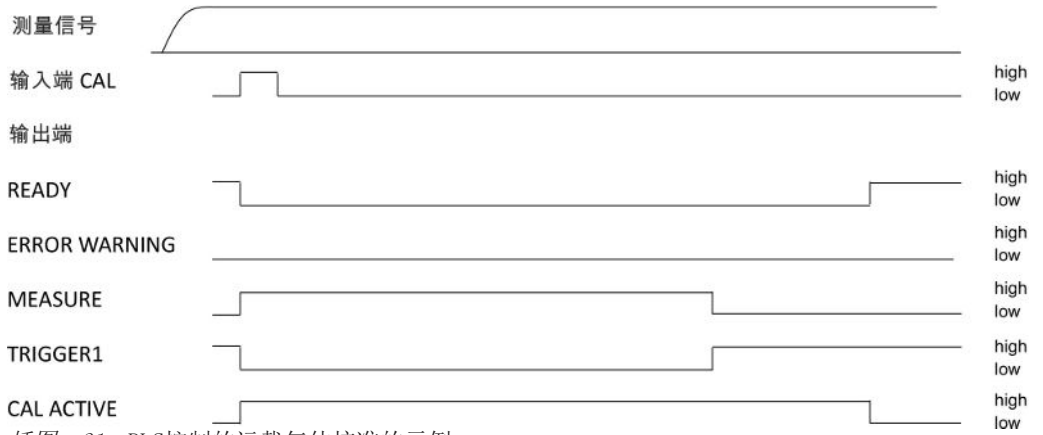 测量信号
输入端 CAL
high
low
输出端
READY
high
low
ERROR WARNING
high
low
MEASURE
high
low
TRIGGER1
high
low
CAL ACTIVE
high
low